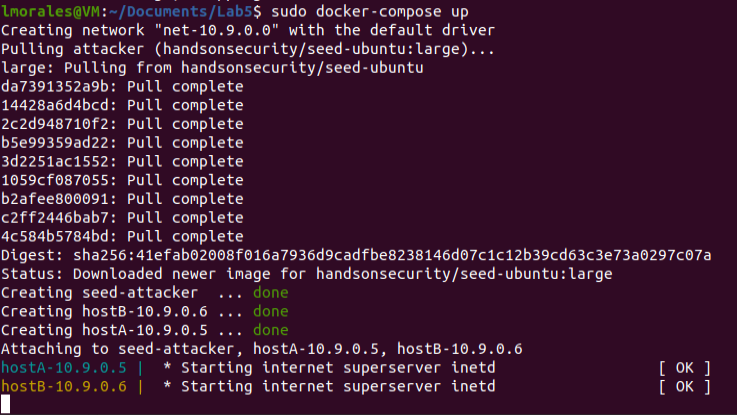 lmorales@VM:~/Documents/Lab5$ sudo docker-compose up
Creating network "net-10.9.0.0" with the default driver
Pulling attacker (handsonsecurity/seed-ubuntu:large)...
large: Pulling from handsonsecurity/seed-ubuntu
da7391352a9b: Pull complete
14428a6d4bcd: Pull complete
2c2d948710f2: Pull complete
b5e99359ad22: Pull complete
3d2251ac1552: Pull complete
1059cf087055: Pull complete
b2afee800091: Pull complete
c2ff2446bab7: Pull complete
4c584b5784bd: Pull complete
Digest: sha256:41efab02008f016a7936d9cadfbe8238146d07c1c12b39cd63c3e73a0297c07a
Status: Downloaded newer image for handsonsecurity/seed-ubuntu:large
Creating seed-attacker  ... done
Creating hostB-10.9.0.6 ... done
Creating hostA-10.9.0.5 ... done
Attaching to seed-attacker, hostA-10.9.0.5, hostB-10.9.0.6
hostA-10.9.0.5 |  * Starting internet superserver inetd                 [ OK ]
hostB-10.9.0.6 |  * Starting internet superserver inetd                 [ OK ]